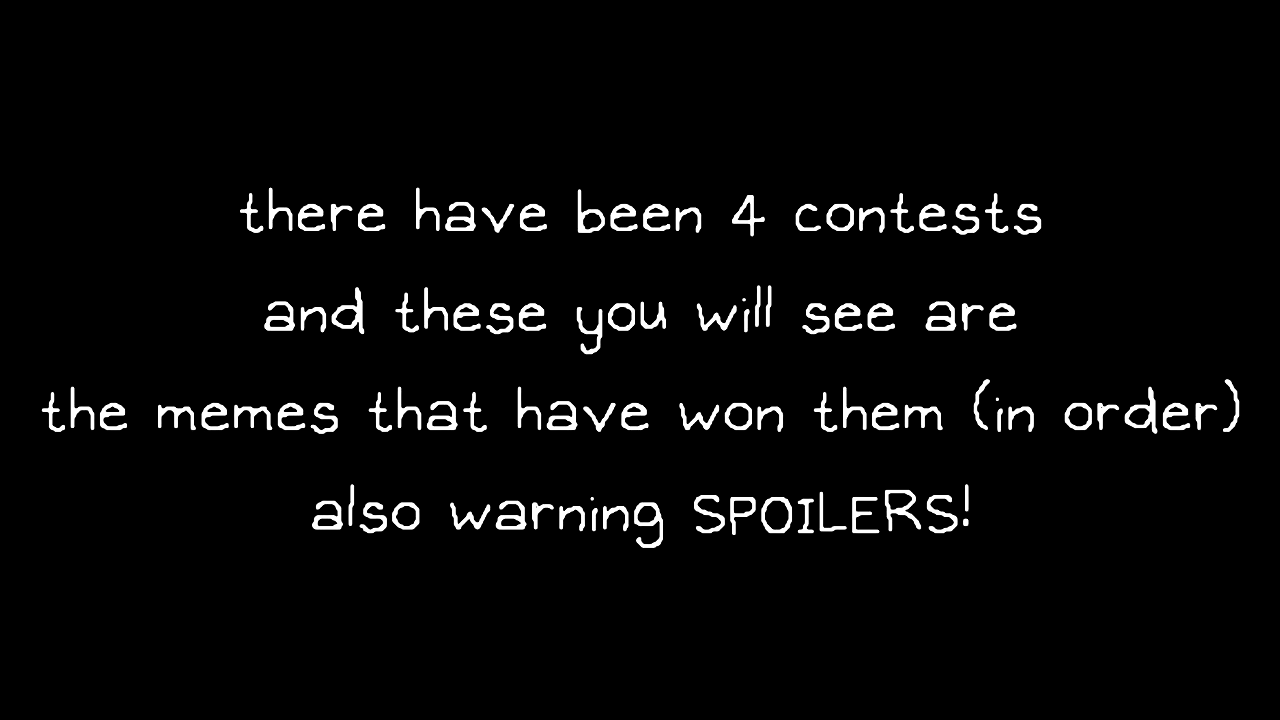 there have been 4 contests
and these you will see are
the memes that have won them (in order)
also warning SPOILERS!